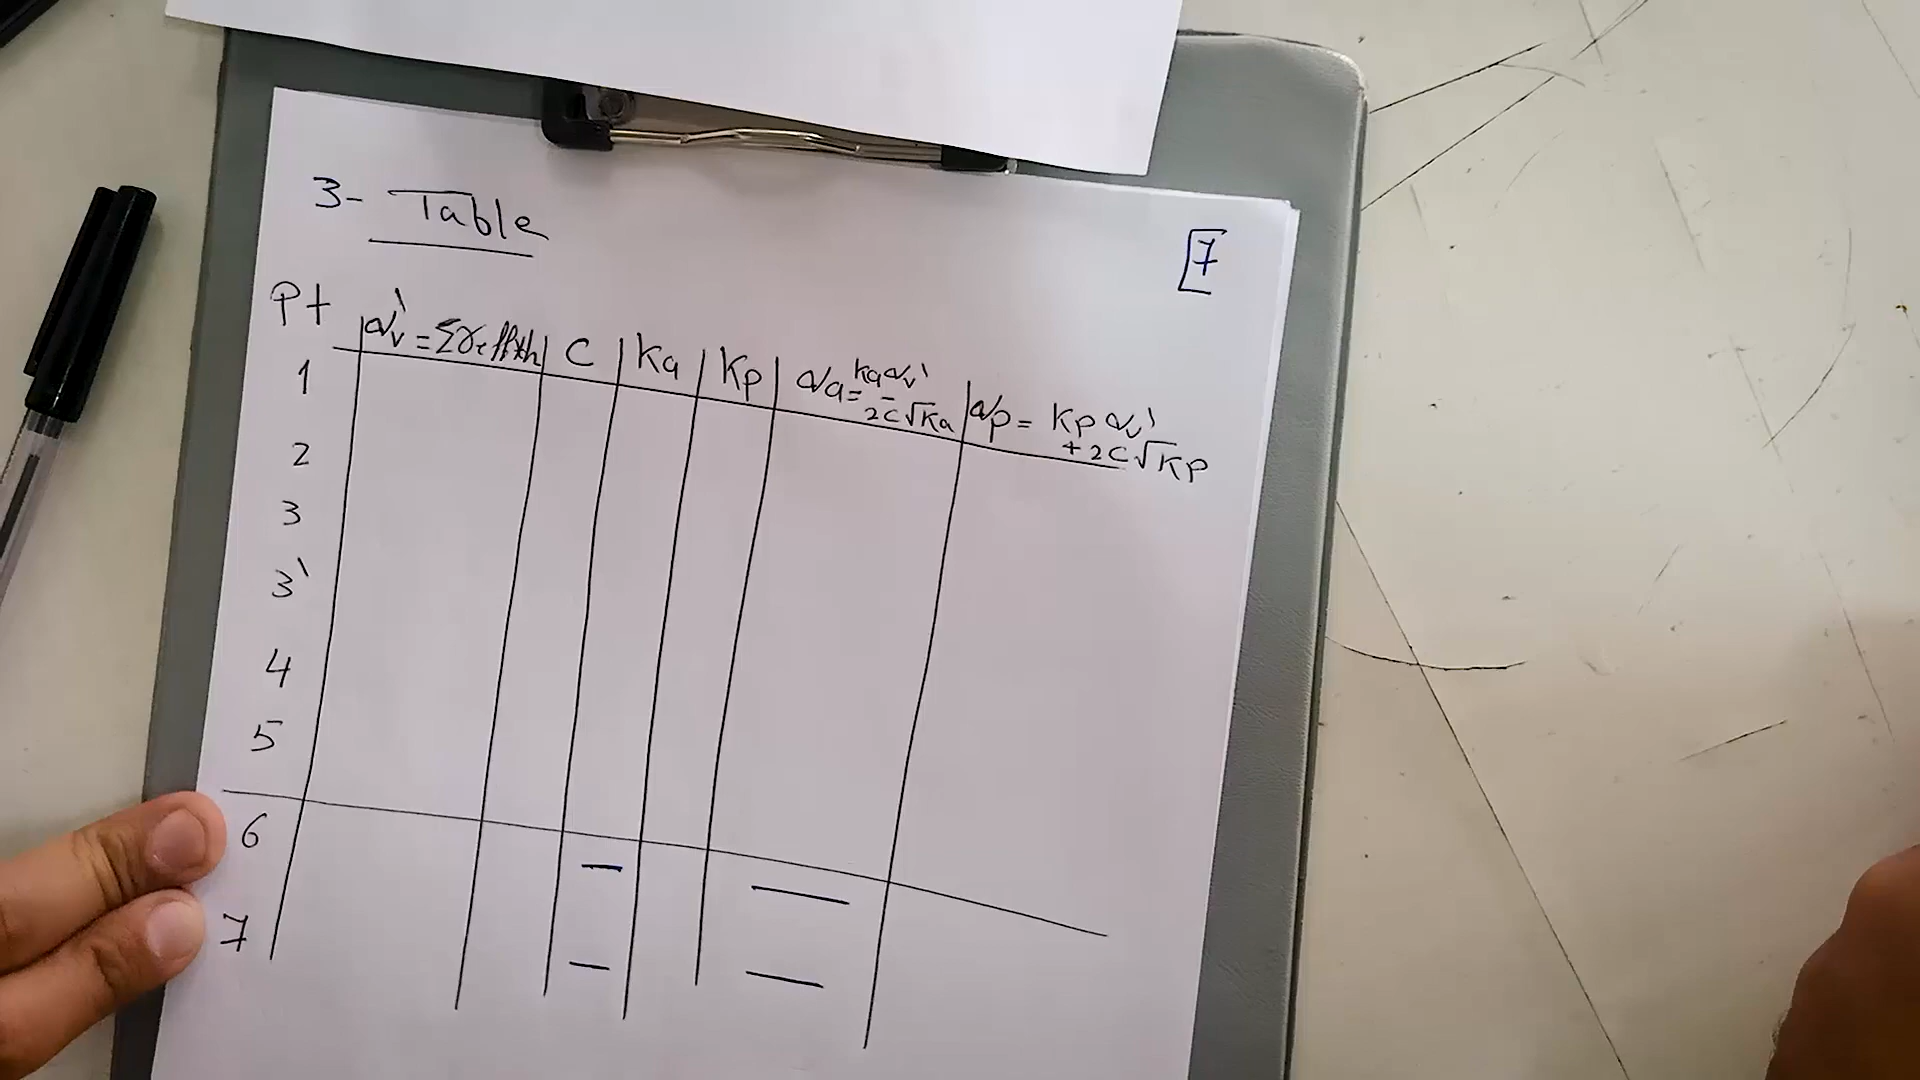 3- Table
7
Pt | σv` = Σγeff*h | C | Ka | Kp | σa = Kaσv` - 2C√Ka | σp = Kp σv` + 2C√Kp
1
2
3
3`
4
5
6 — —
7 — —